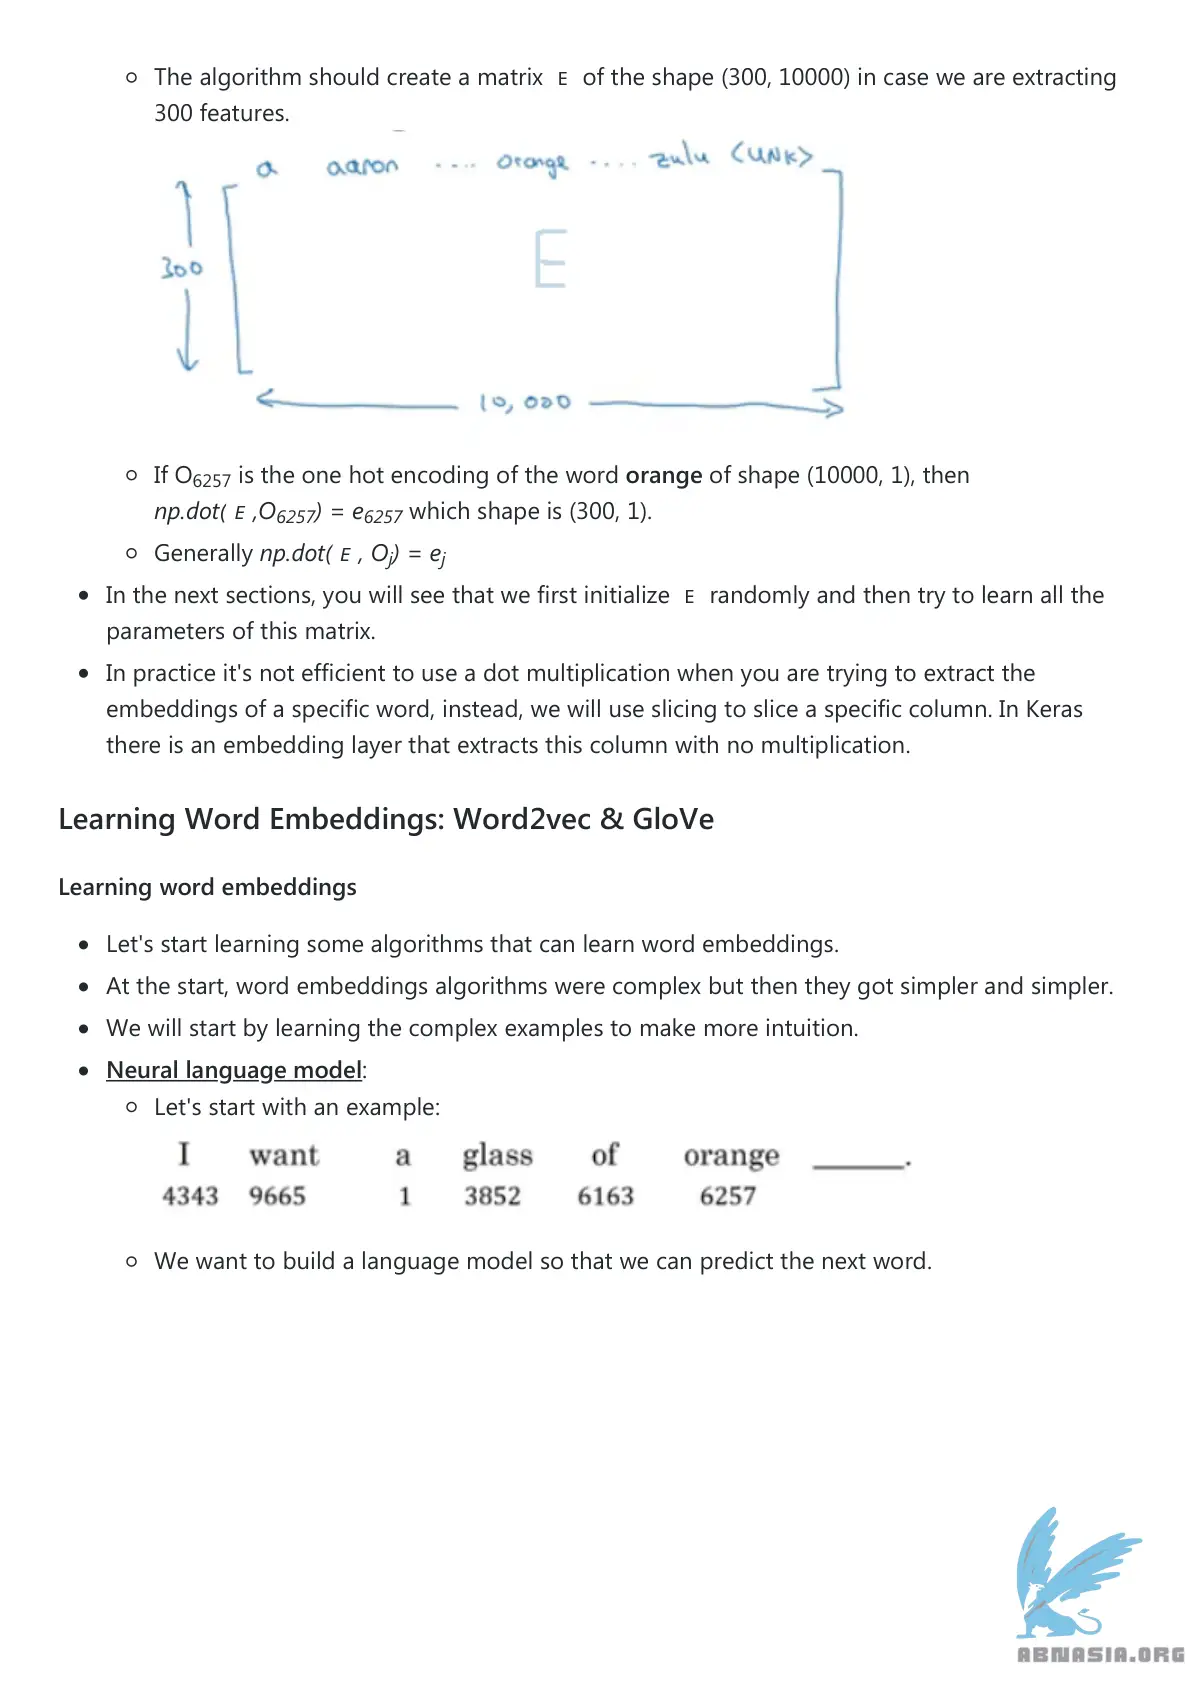 The algorithm should create a matrix E of the shape (300, 10000) in case we are extracting
300 features.
a aaron .... orange ..... zulu <UNK>
300
E
10,000
If O6257 is the one hot encoding of the word orange of shape (10000, 1), then
np.dot( E ,O6257) = e6257 which shape is (300, 1).
Generally np.dot( E , Oj) = ej
In the next sections, you will see that we first initialize E randomly and then try to learn all the
parameters of this matrix.
In practice it's not efficient to use a dot multiplication when you are trying to extract the
embeddings of a specific word, instead, we will use slicing to slice a specific column. In Keras
there is an embedding layer that extracts this column with no multiplication.
Learning Word Embeddings: Word2vec & GloVe
Learning word embeddings
Let's start learning some algorithms that can learn word embeddings.
At the start, word embeddings algorithms were complex but then they got simpler and simpler.
We will start by learning the complex examples to make more intuition.
Neural language model:
Let's start with an example:
I want a glass of orange ______.
4343 9665 1 3852 6163 6257
We want to build a language model so that we can predict the next word.
ABNASIA.ORG